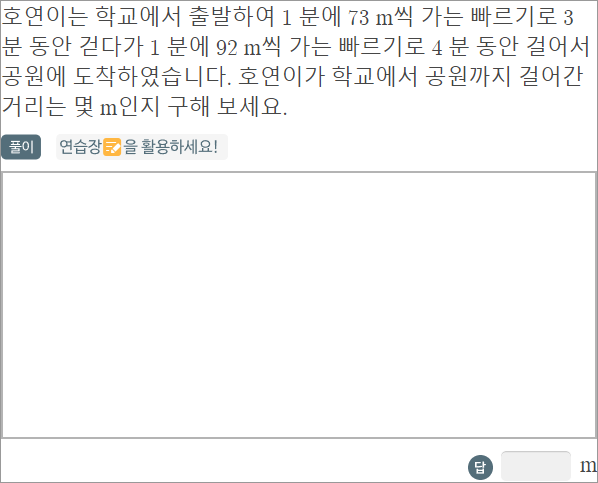 호연이는 학교에서 출발하여 1 분에 73 m씩 가는 빠르기로 3
분 동안 걷다가 1 분에 92 m씩 가는 빠르기로 4 분 동안 걸어서
공원에 도착하였습니다. 호연이가 학교에서 공원까지 걸어간
거리는 몇 m인지 구해 보세요.
풀이 연습장📝을 활용하세요!
답 m